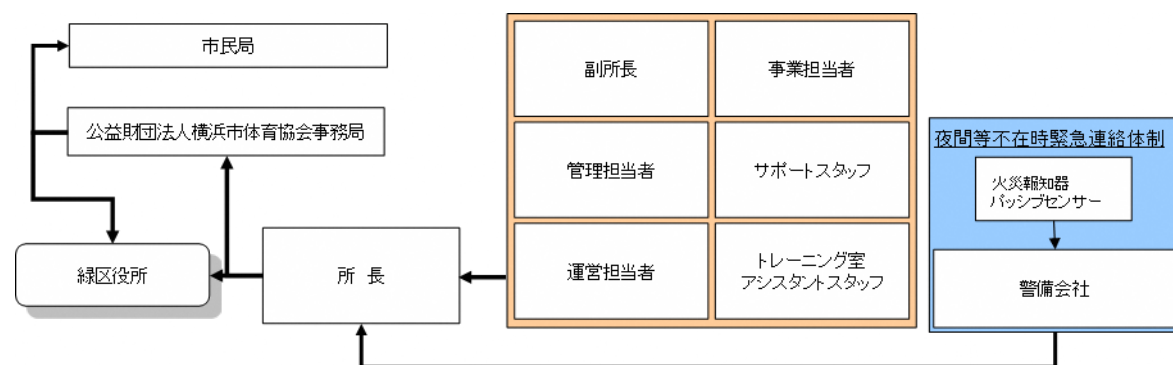 市民局
公益財団法人横浜市体育協会事務局
緑区役所
所 長
副所長
事業担当者
管理担当者
サポートスタッフ
運営担当者
トレーニング室
アシスタントスタッフ
夜間等不在時緊急連絡体制
火災報知器
パッシブセンサー
警備会社